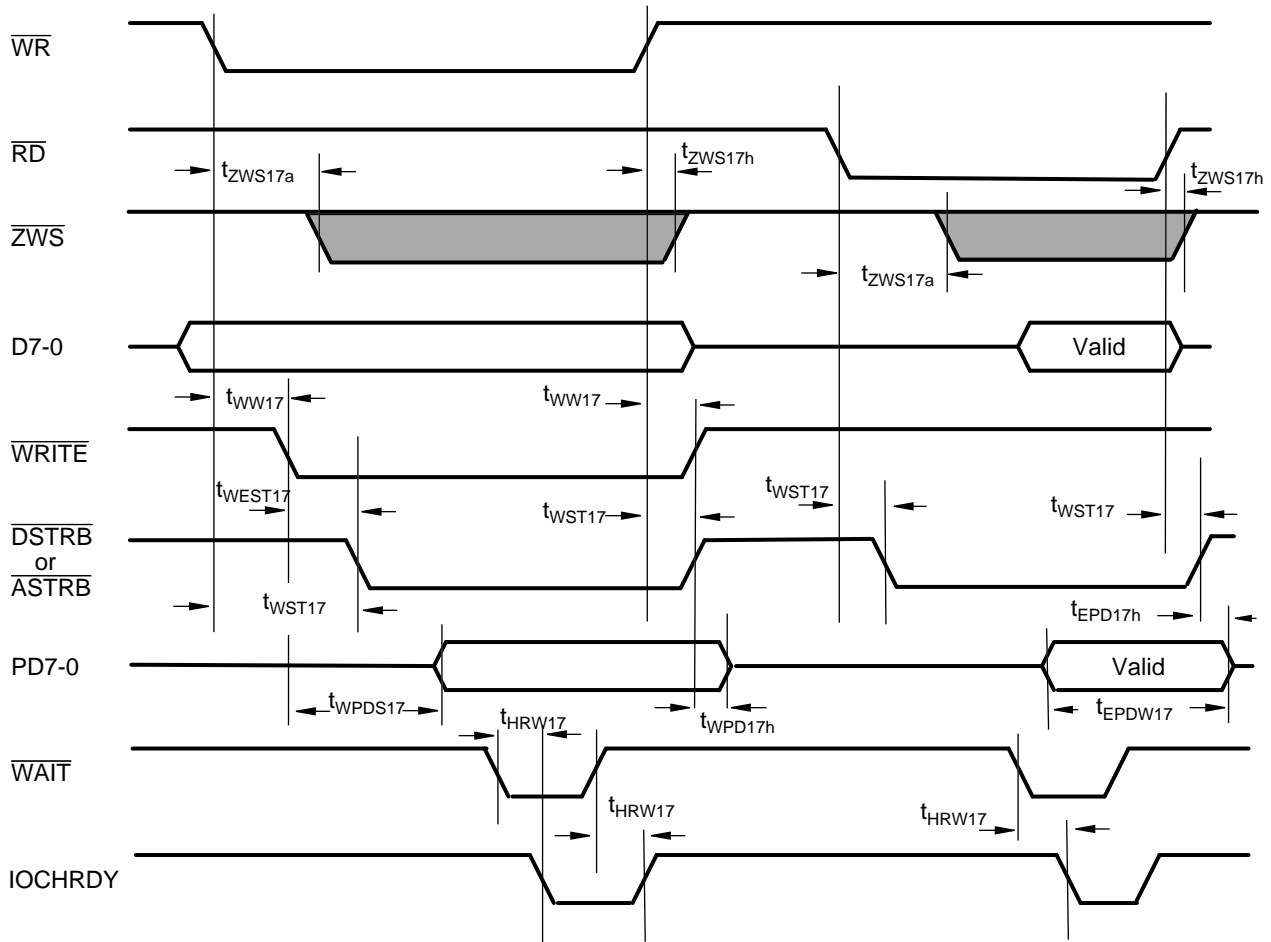 WR
RD
tZWS17a
tZWS17h
tZWS17h
ZWS
tZWS17a
D7-0
Valid
tWW17
tWW17
WRITE
tWEST17
tWST17
tWST17
tWST17
DSTRB
or
ASTRB
tWST17
tEPD17h
PD7-0
Valid
tWPDS17
tHRW17
tWPD17h
tEPDW17
WAIT
tHRW17
tHRW17
IOCHRDY